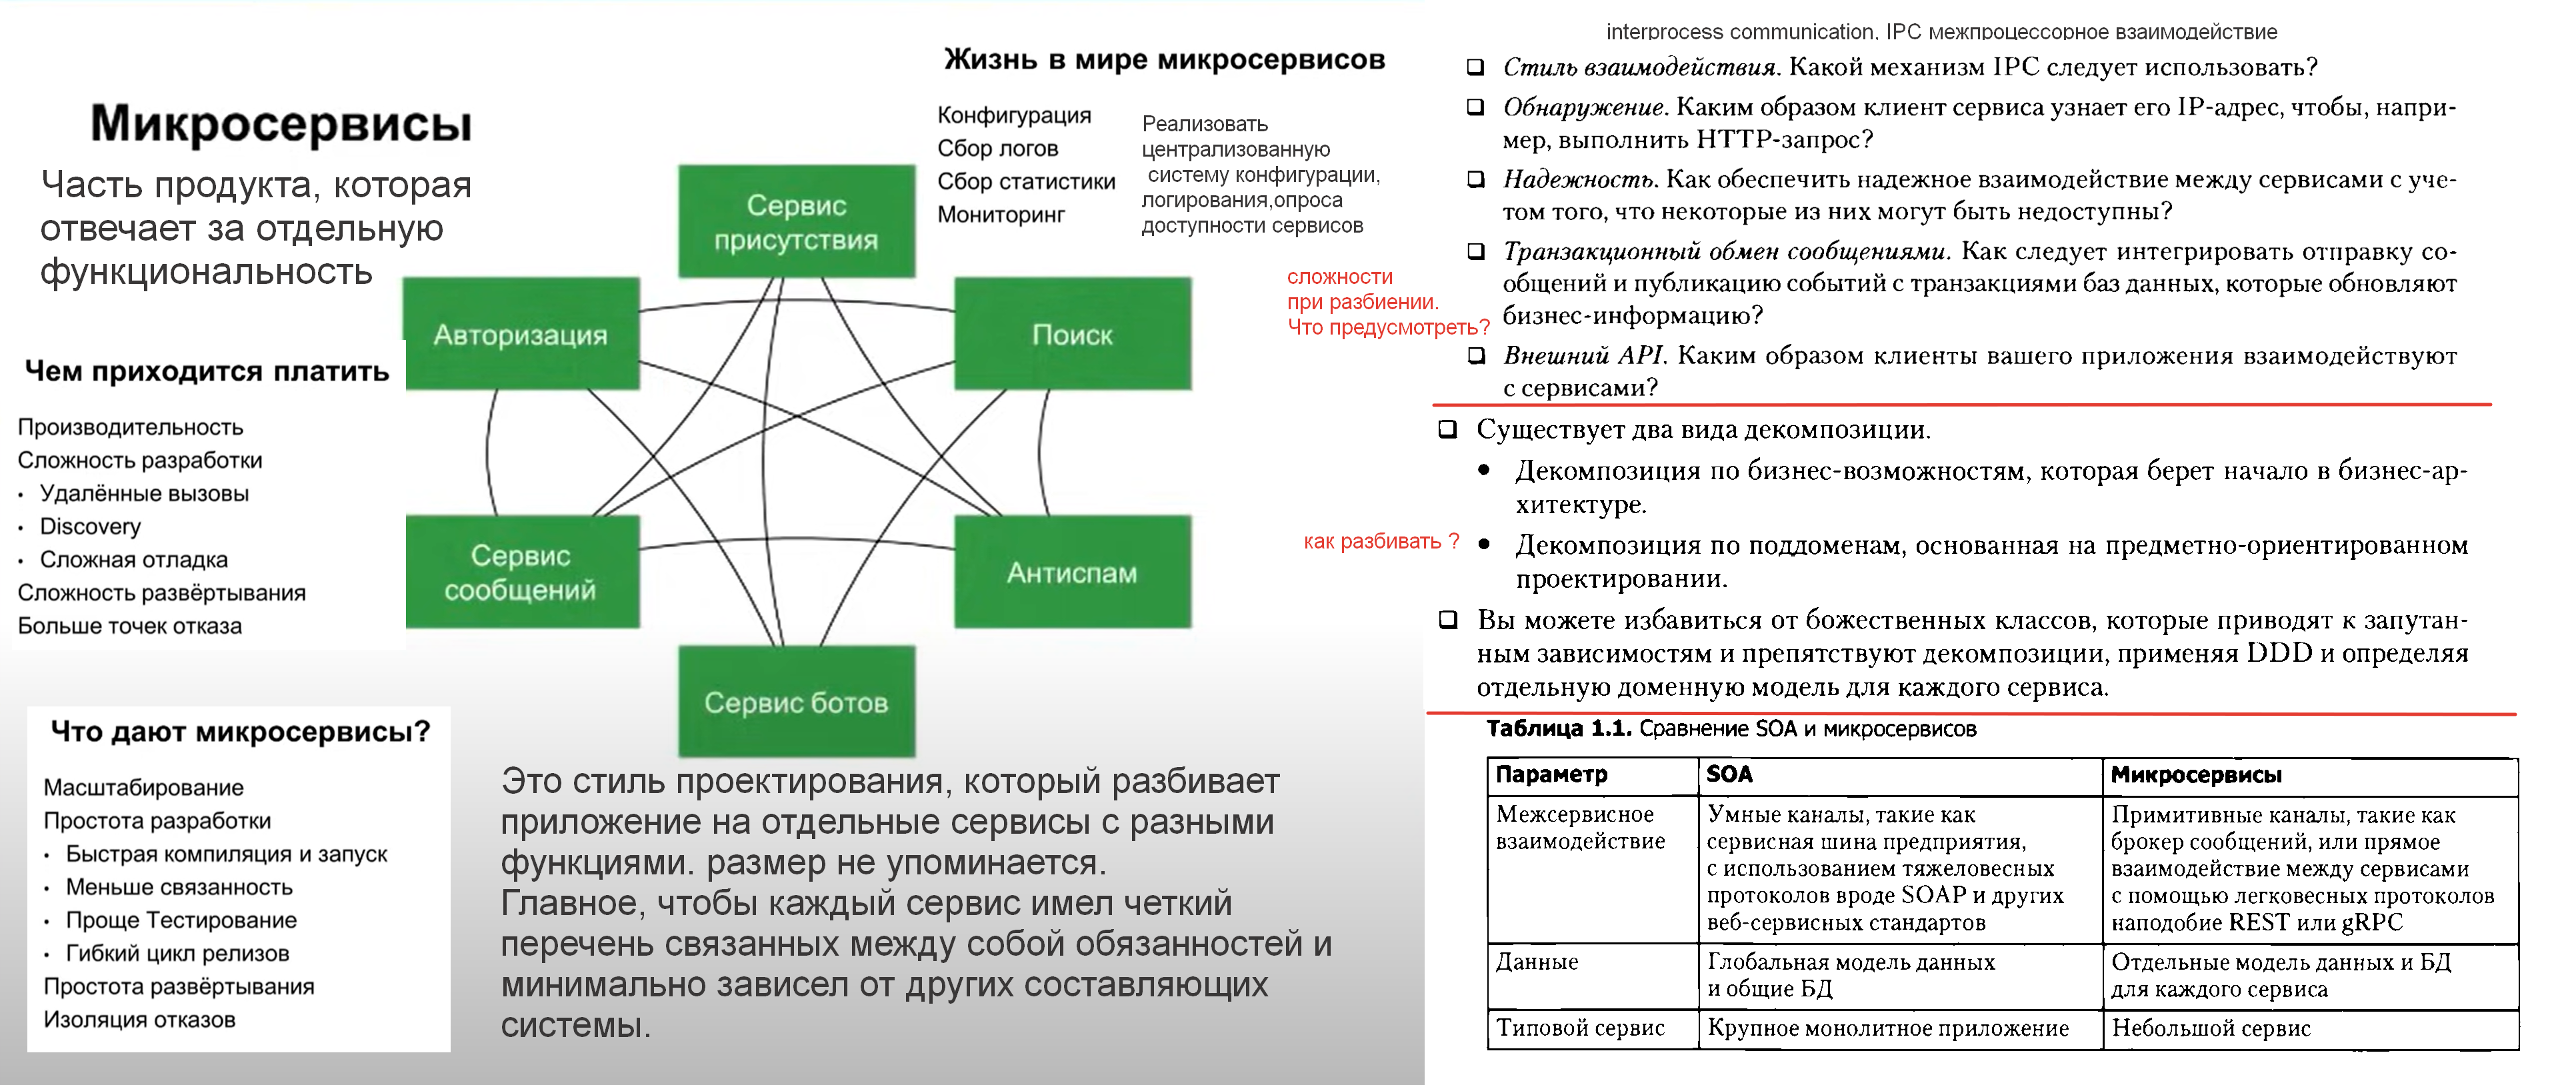 Микросервисы
Часть продукта, которая
отвечает за отдельную
функциональность
Чем приходится платить
Производительность
Сложность разработки
• Удалённые вызовы
• Discovery
• Сложная отладка
Сложность развёртывания
Больше точек отказа
Что дают микросервисы?
Масштабирование
Простота разработки
• Быстрая компиляция и запуск
• Меньше связанность
• Проще Тестирование
• Гибкий цикл релизов
Простота развёртывания
Изоляция отказов
Сервис
присутствия
Авторизация
Поиск
Сервис
сообщений
Антиспам
Сервис ботов
Это стиль проектирования, который разбивает
приложение на отдельные сервисы с разными
функциями. размер не упоминается.
Главное, чтобы каждый сервис имел четкий
перечень связанных между собой обязанностей и
минимально зависел от других составляющих
системы.
Жизнь в мире микросервисов
Конфигурация
Сбор логов
Сбор статистики
Мониторинг
Реализовать
централизованную
систему конфигурации,
логирования,опроса
доступности сервисов
сложности
при разбиении.
Что предусмотреть?
interprocess communication. IPC межпроцессорное взаимодействие
❑ Стиль взаимодействия. Какой механизм IPC следует использовать?
❑ Обнаружение. Каким образом клиент сервиса узнает его IP-адрес, чтобы, напри-
мер, выполнить HTTP-запрос?
❑ Надежность. Как обеспечить надежное взаимодействие между сервисами с уче-
том того, что некоторые из них могут быть недоступны?
❑ Транзакционный обмен сообщениями. Как следует интегрировать отправку со-
общений и публикацию событий с транзакциями баз данных, которые обновляют
бизнес-информацию?
❑ Внешний API. Каким образом клиенты вашего приложения взаимодействуют
с сервисами?
❑ Существует два вида декомпозиции.
• Декомпозиция по бизнес-возможностям, которая берет начало в бизнес-ар-
хитектуре.
как разбивать ?
• Декомпозиция по поддоменам, основанная на предметно-ориентированном
проектировании.
❑ Вы можете избавиться от божественных классов, которые приводят к запутан-
ным зависимостям и препятствуют декомпозиции, применяя DDD и определяя
отдельную доменную модель для каждого сервиса.
Таблица 1.1. Сравнение SOA и микросервисов
Параметр
SOA
Микросервисы
Межсервисное
взаимодействие
Умные каналы, такие как
сервисная шина предприятия,
с использованием тяжеловесных
протоколов вроде SOAP и других
веб-сервисных стандартов
Примитивные каналы, такие как
брокер сообщений, или прямое
взаимодействие между сервисами
с помощью легковесных протоколов
наподобие REST или gRPC
Данные
Глобальная модель данных
и общие БД
Отдельные модель данных и БД
для каждого сервиса
Типовой сервис
Крупное монолитное приложение
Небольшой сервис